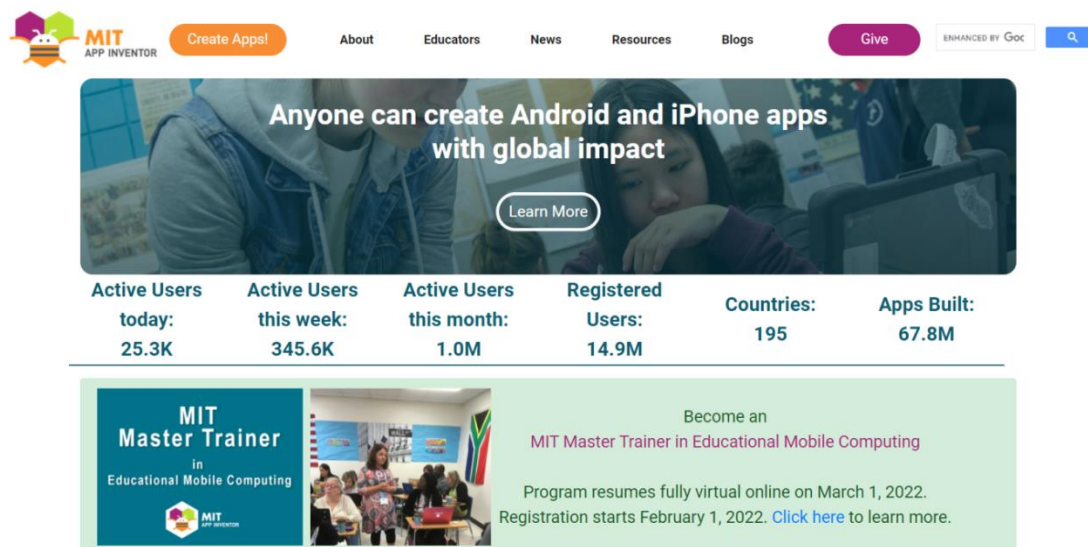 MIT
APP INVENTOR
Create Apps!
About
Educators
News
Resources
Blogs
Give
ENHANCED BY Goo
Anyone can create Android and iPhone apps
with global impact
Learn More
Active Users
today:
25.3K
Active Users
this week:
345.6K
Active Users
this month:
1.0M
Registered
Users:
14.9M
Countries:
195
Apps Built:
67.8M
MIT
Master Trainer
in
Educational Mobile Computing
MIT
APP INVENTOR
Become an
MIT Master Trainer in Educational Mobile Computing
Program resumes fully virtual online on March 1, 2022.
Registration starts February 1, 2022. Click here to learn more.